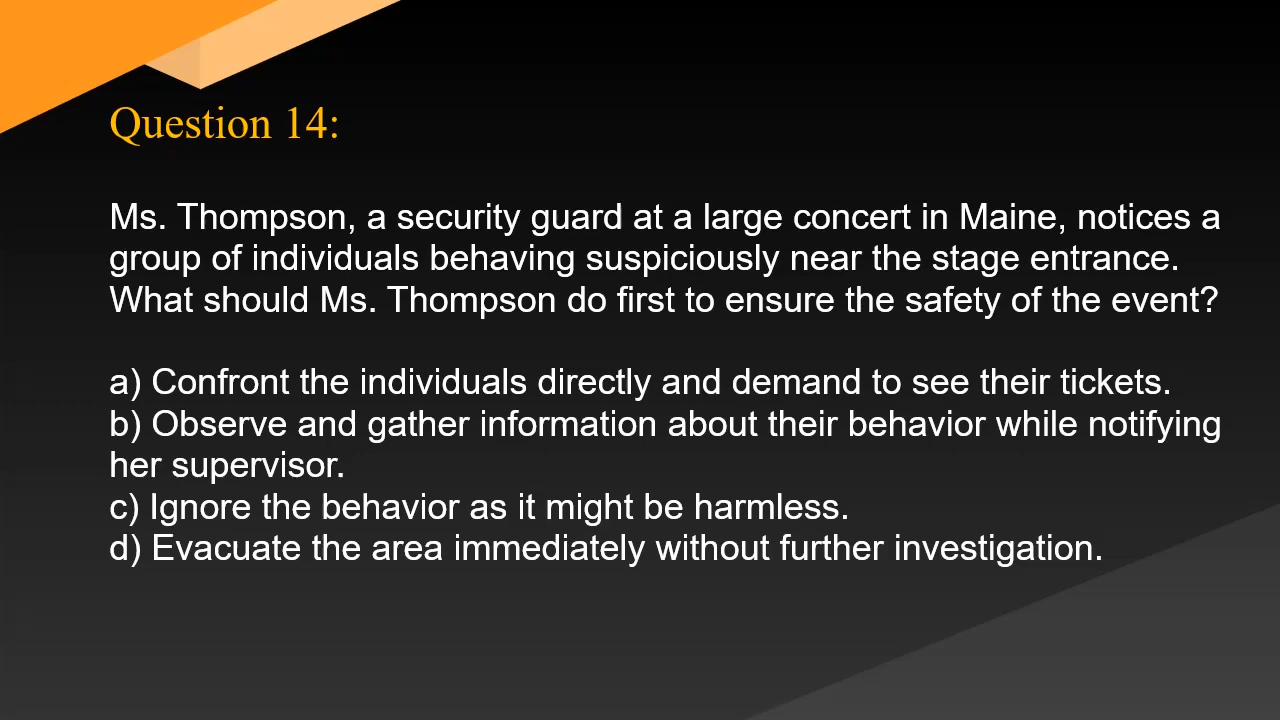 Question 14:
Ms. Thompson, a security guard at a large concert in Maine, notices a
group of individuals behaving suspiciously near the stage entrance.
What should Ms. Thompson do first to ensure the safety of the event?
a) Confront the individuals directly and demand to see their tickets.
b) Observe and gather information about their behavior while notifying
her supervisor.
c) Ignore the behavior as it might be harmless.
d) Evacuate the area immediately without further investigation.